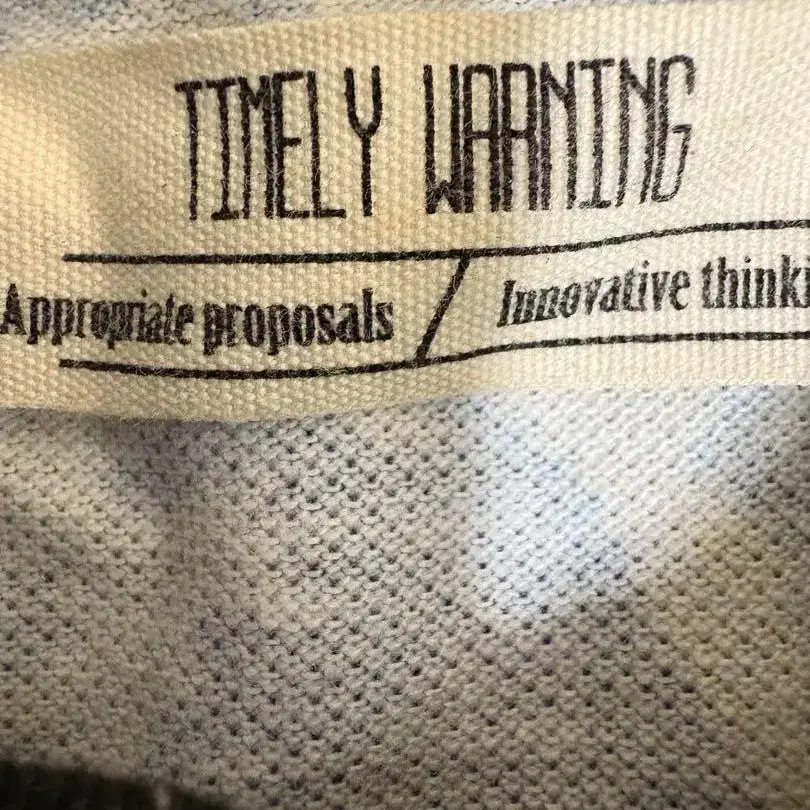 TIMELY WARNING
Appropriate proposals / Innovative thinki